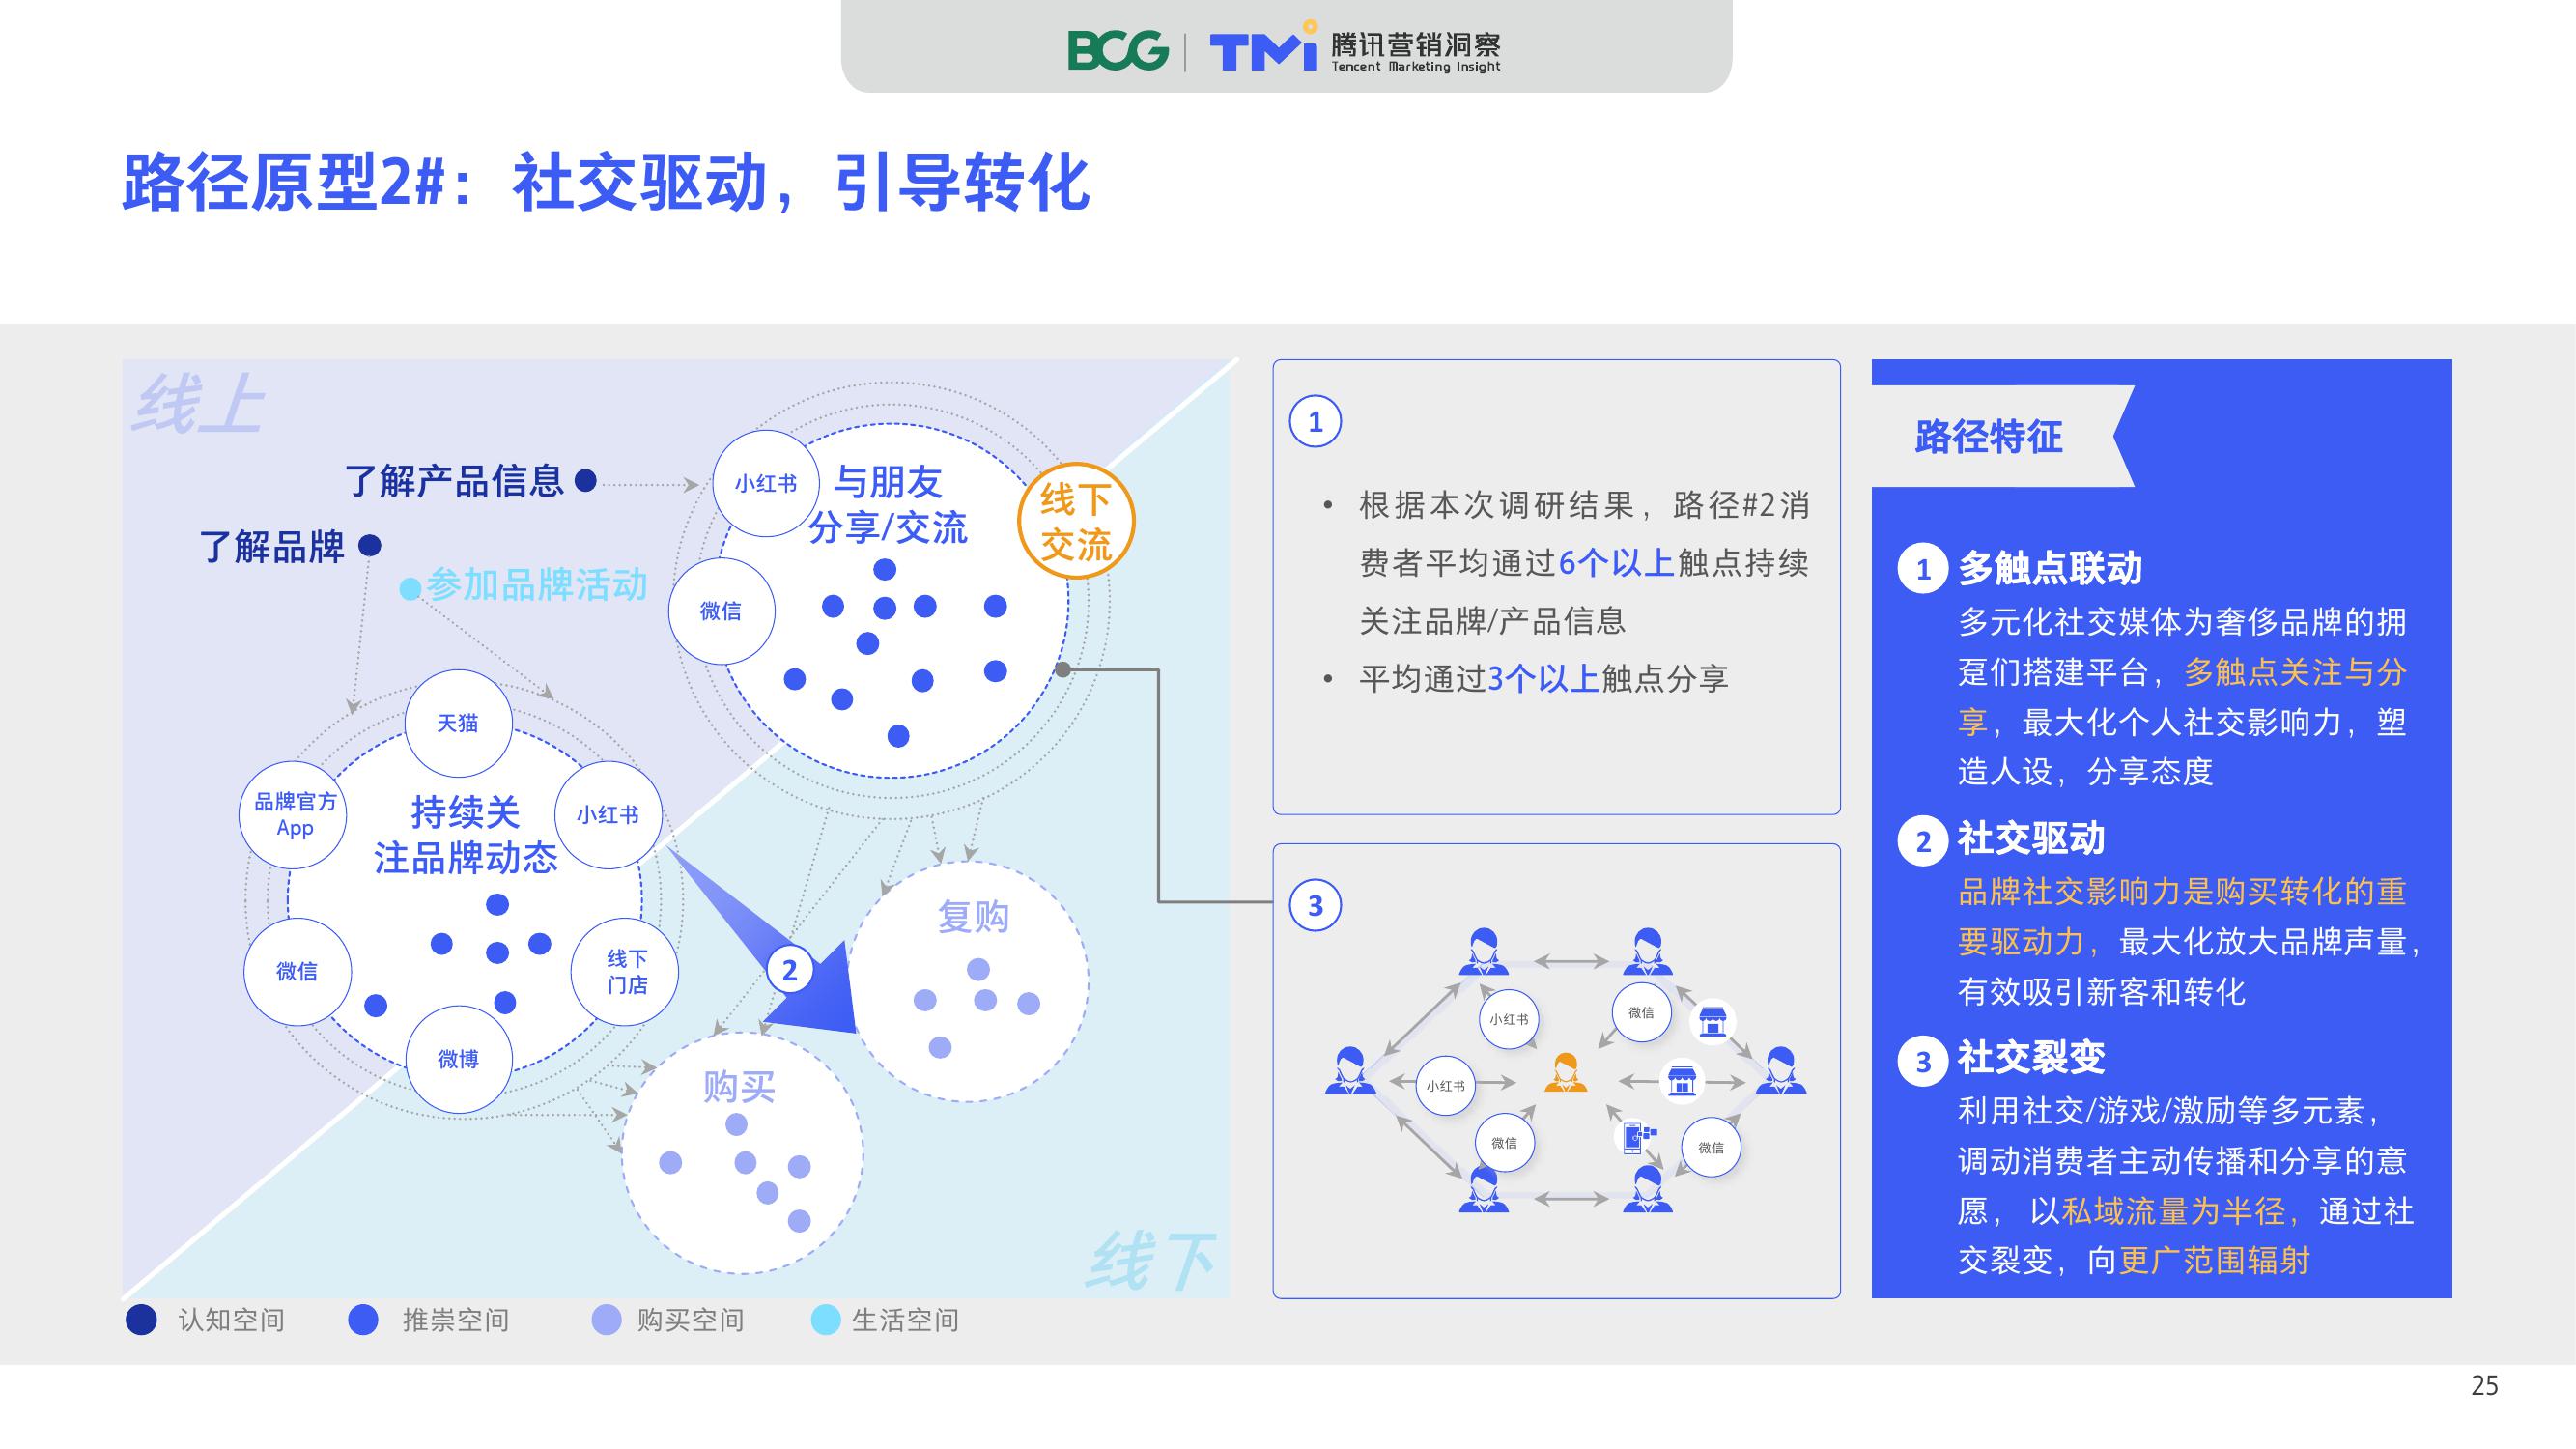 BCG
TMi 腾讯营销洞察
Tencent Marketing Insight
路径原型2#：社交驱动，引导转化
线上
了解产品信息
了解品牌
参加品牌活动
小红书
微信
与朋友
分享/交流
线下
交流
天猫
品牌官方
App
小红书
持续关
注品牌动态
微信
线下
门店
微博
2
复购
购买
线下
认知空间
推崇空间
购买空间
生活空间
1
• 根据本次调研结果，路径#2消
费者平均通过6个以上触点持续
关注品牌/产品信息
• 平均通过3个以上触点分享
3
小红书
微信
小红书
微信
微信
路径特征
1 多触点联动
多元化社交媒体为奢侈品牌的拥
趸们搭建平台，多触点关注与分
享，最大化个人社交影响力，塑
造人设，分享态度
2 社交驱动
品牌社交影响力是购买转化的重
要驱动力，最大化放大品牌声量，
有效吸引新客和转化
3 社交裂变
利用社交/游戏/激励等多元素，
调动消费者主动传播和分享的意
愿， 以私域流量为半径，通过社
交裂变，向更广范围辐射
25